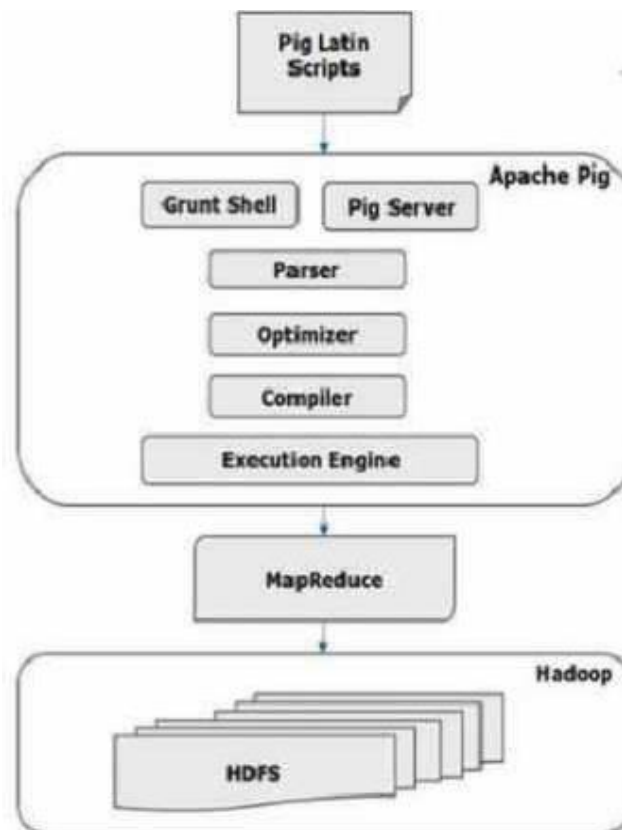 Pig Latin
Scripts
Apache Pig
Grunt Shell
Pig Server
Parser
Optimizer
Compiler
Execution Engine
MapReduce
Hadoop
HDFS